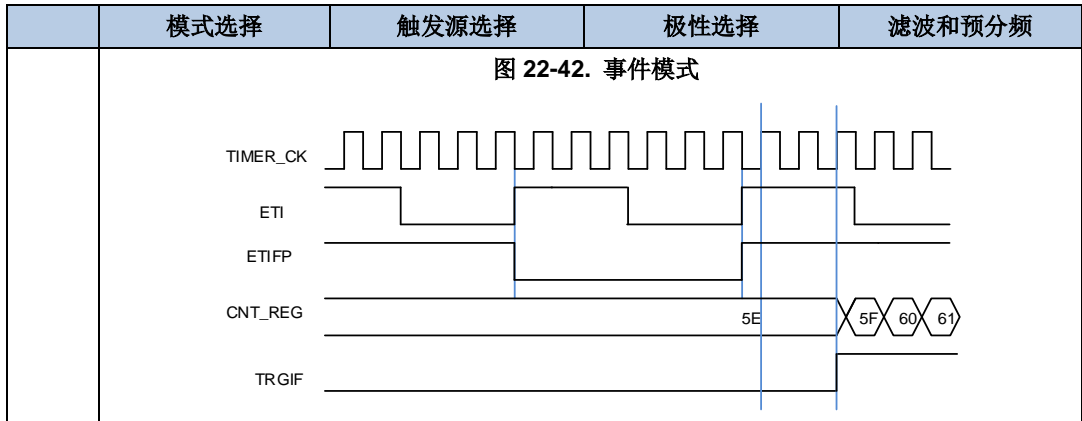 模式选择 触发源选择 极性选择 滤波和预分频
图 22-42. 事件模式
TIMER_CK
ETI
ETIFP
CNT_REG 5E 5F 60 61
TRGIF